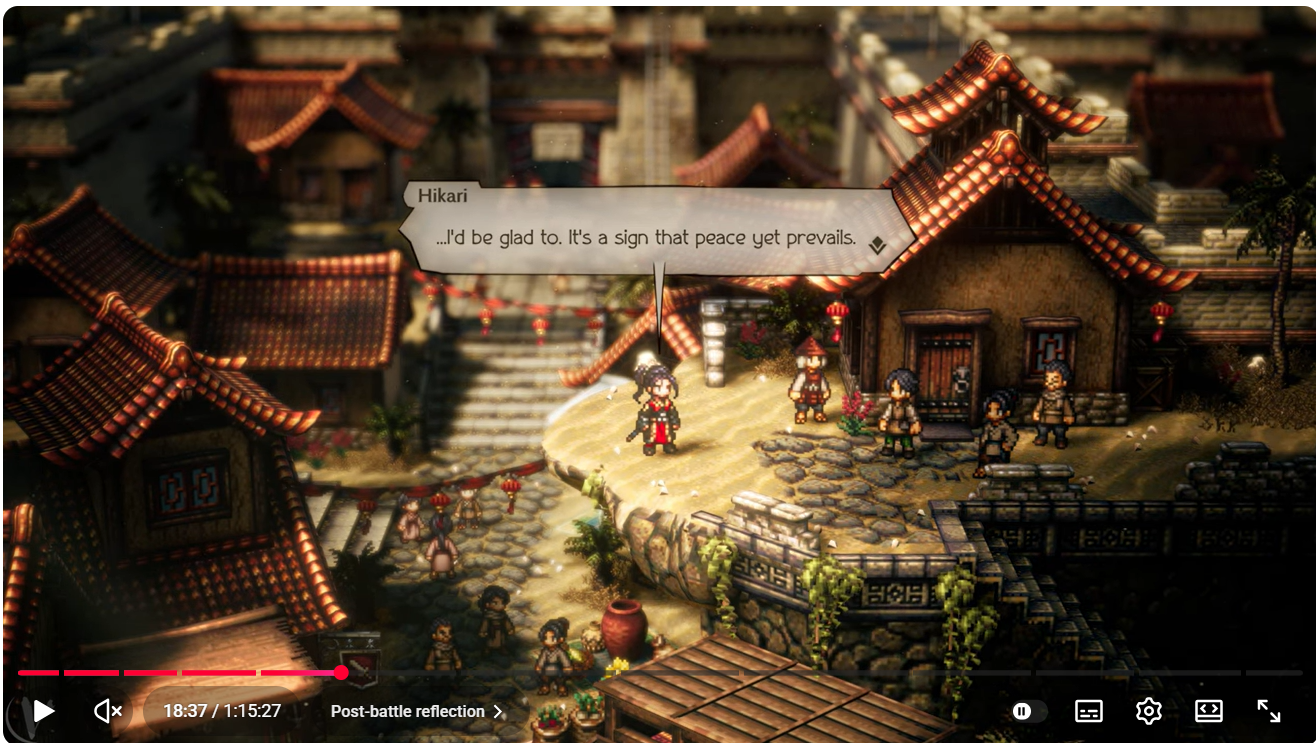 Hikari
...I'd be glad to. It's a sign that peace yet prevails.
18:37 / 1:15:27
Post-battle reflection